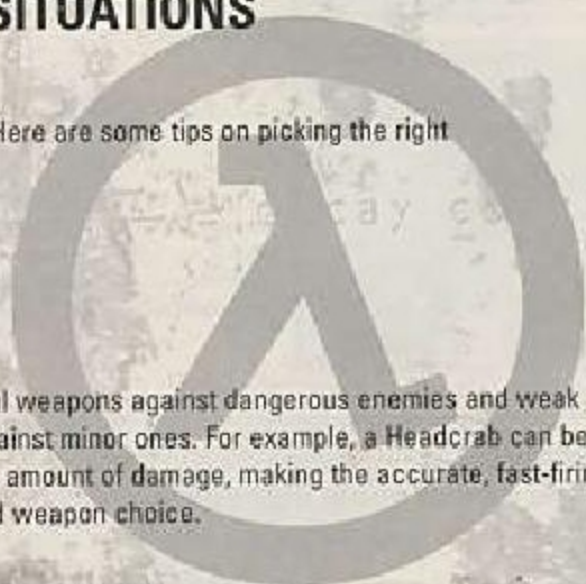 SITUATIONS
Here are some tips on picking the right
l weapons against dangerous enemies and weak
ainst minor ones. For example, a Headcrab can be
amount of damage, making the accurate, fast-firin
l weapon choice.